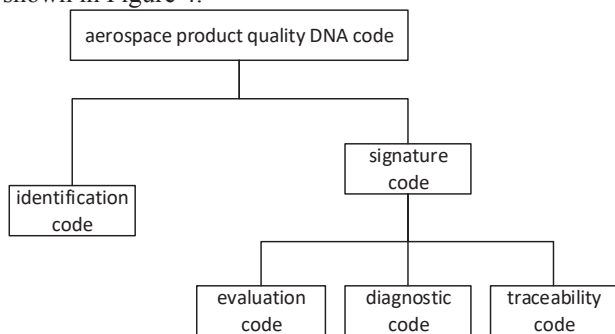 shown in Figure 4.
aerospace product quality DNA code
signature
code
identification
code
evaluation
code
diagnostic
code
traceability
code